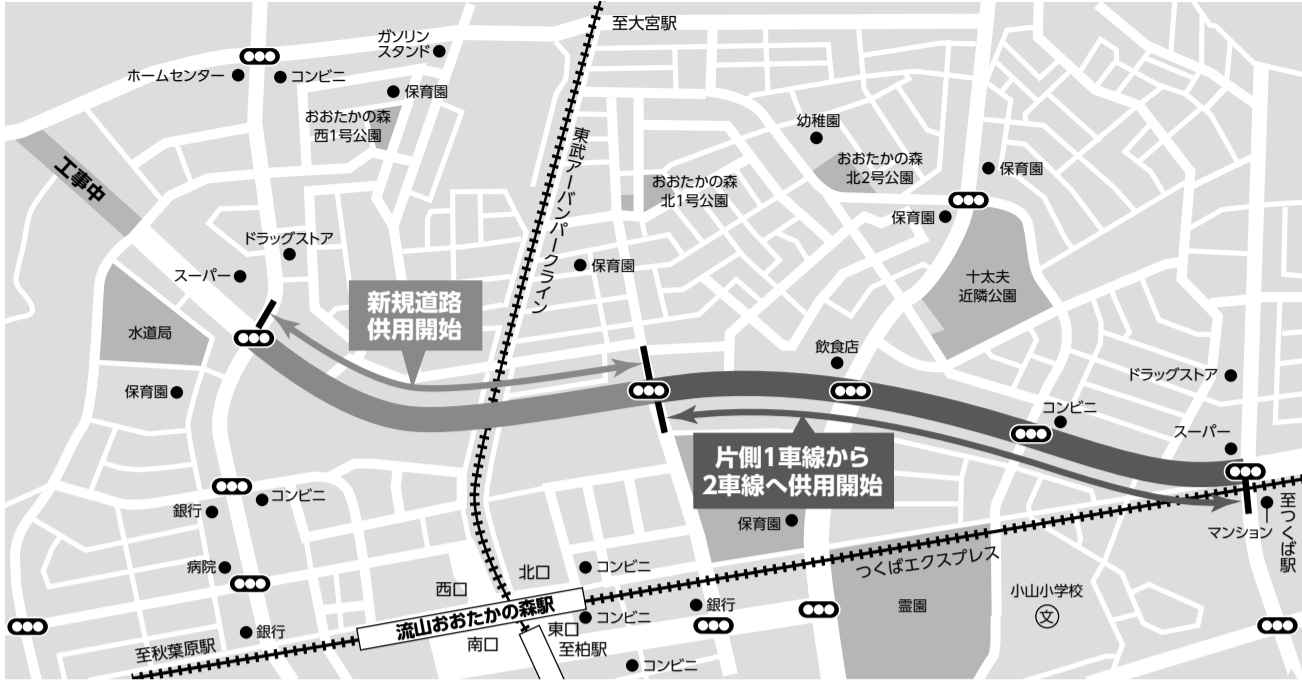 至大宮駅
ガソリン
スタンド
ホームセンター
コンビニ
保育園
おおたかの森
西1号公園
幼稚園
おおたかの森
北2号公園
保育園
工事中
東武アーバンパークライン
おおたかの森
北1号公園
保育園
ドラッグストア
スーパー
保育園
十太夫
近隣公園
新規道路
供用開始
水道局
飲食店
保育園
ドラッグストア
コンビニ
スーパー
片側1車線から
2車線へ供用開始
コンビニ
銀行
保育園
マンション
至つくば駅
つくばエクスプレス
病院
北口
西口
コンビニ
小山小学校
文
霊園
銀行
流山おおたかの森駅
コンビニ
東口
南口
至柏駅
銀行
至秋葉原駅
コンビニ